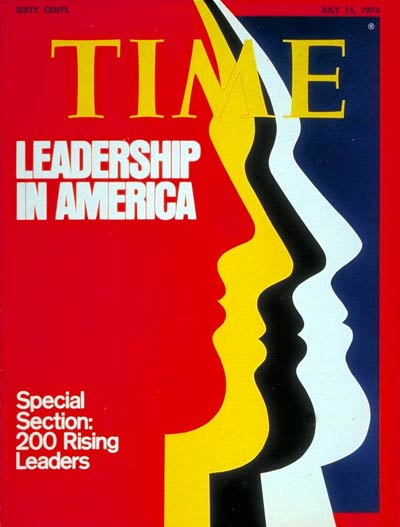 SIXTY CENTS
JULY 15, 1974
TIME
®
LEADERSHIP
IN AMERICA
Special
Section:
200 Rising
Leaders